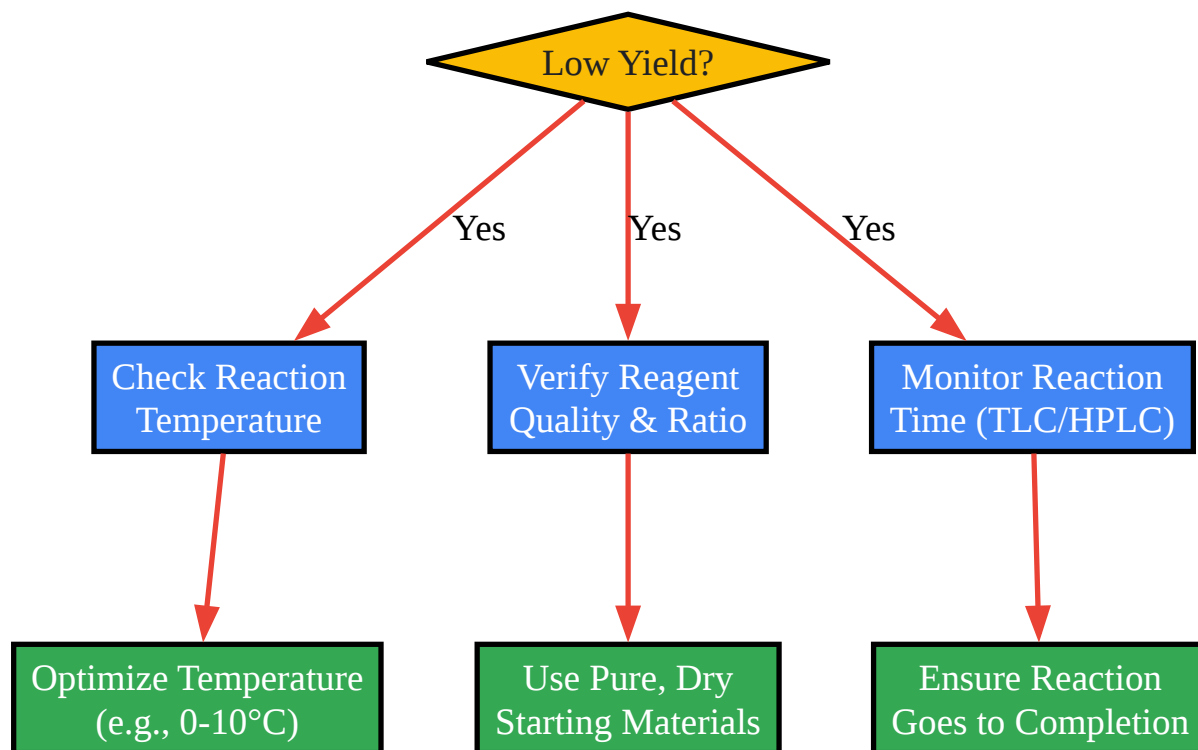 Low Yield?
Yes
Yes
Yes
Check Reaction
Temperature
Verify Reagent
Quality & Ratio
Monitor Reaction
Time (TLC/HPLC)
Optimize Temperature
(e.g., 0-10°C)
Use Pure, Dry
Starting Materials
Ensure Reaction
Goes to Completion